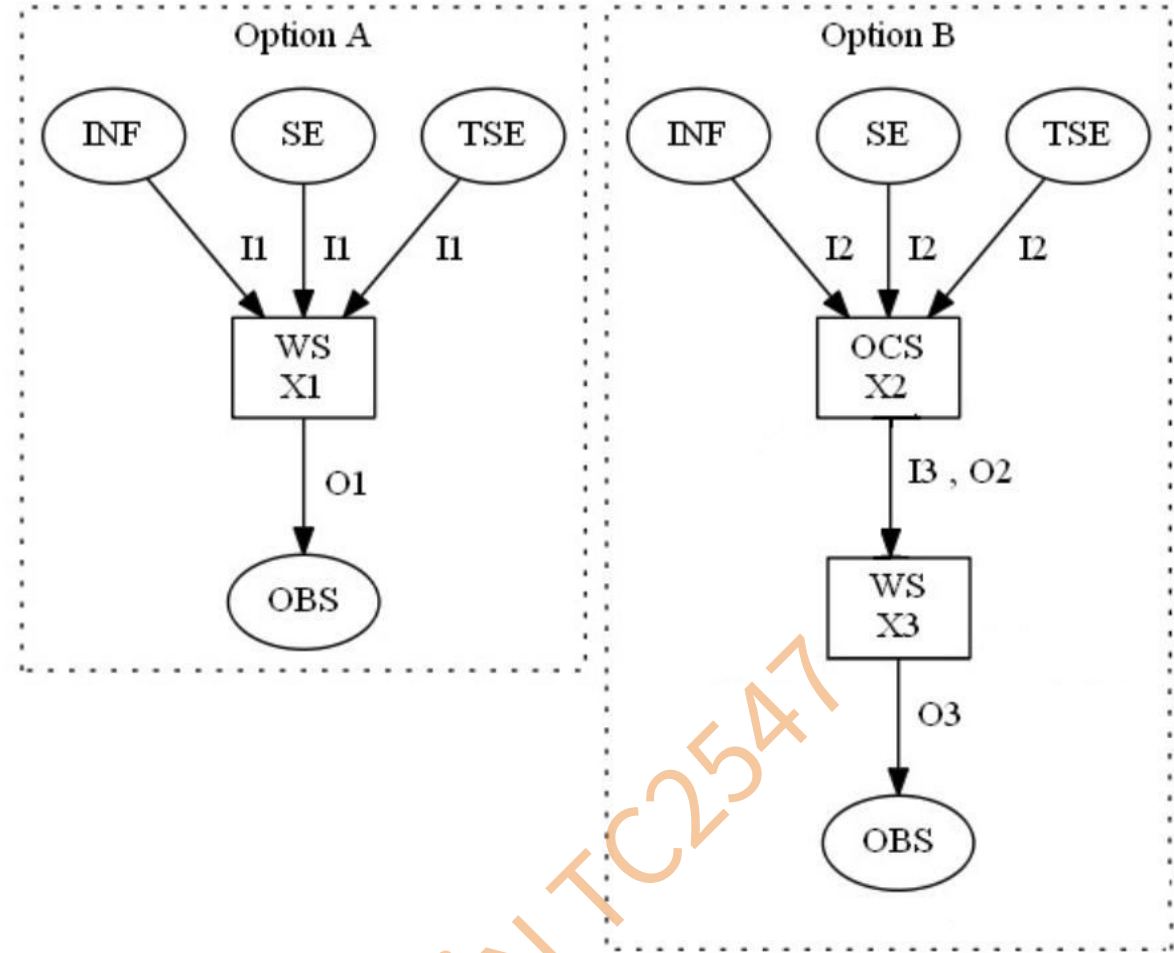 Option A
INF SE TSE
I1 I1 I1
WS
X1
O1
OBS
Option B
INF SE TSE
I2 I2 I2
OCS
X2
I3 , O2
WS
X3
O3
OBS
TC2547